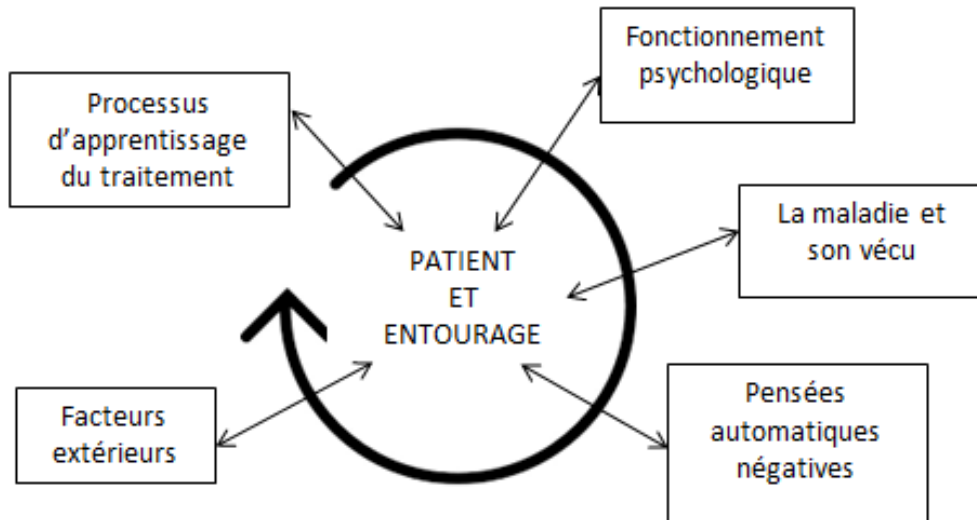 Fonctionnement
psychologique
Processus
d'apprentissage
du traitement
La maladie et
son vécu
PATIENT
ET
ENTOURAGE
Pensées
automatiques
négatives
Facteurs
extérieurs